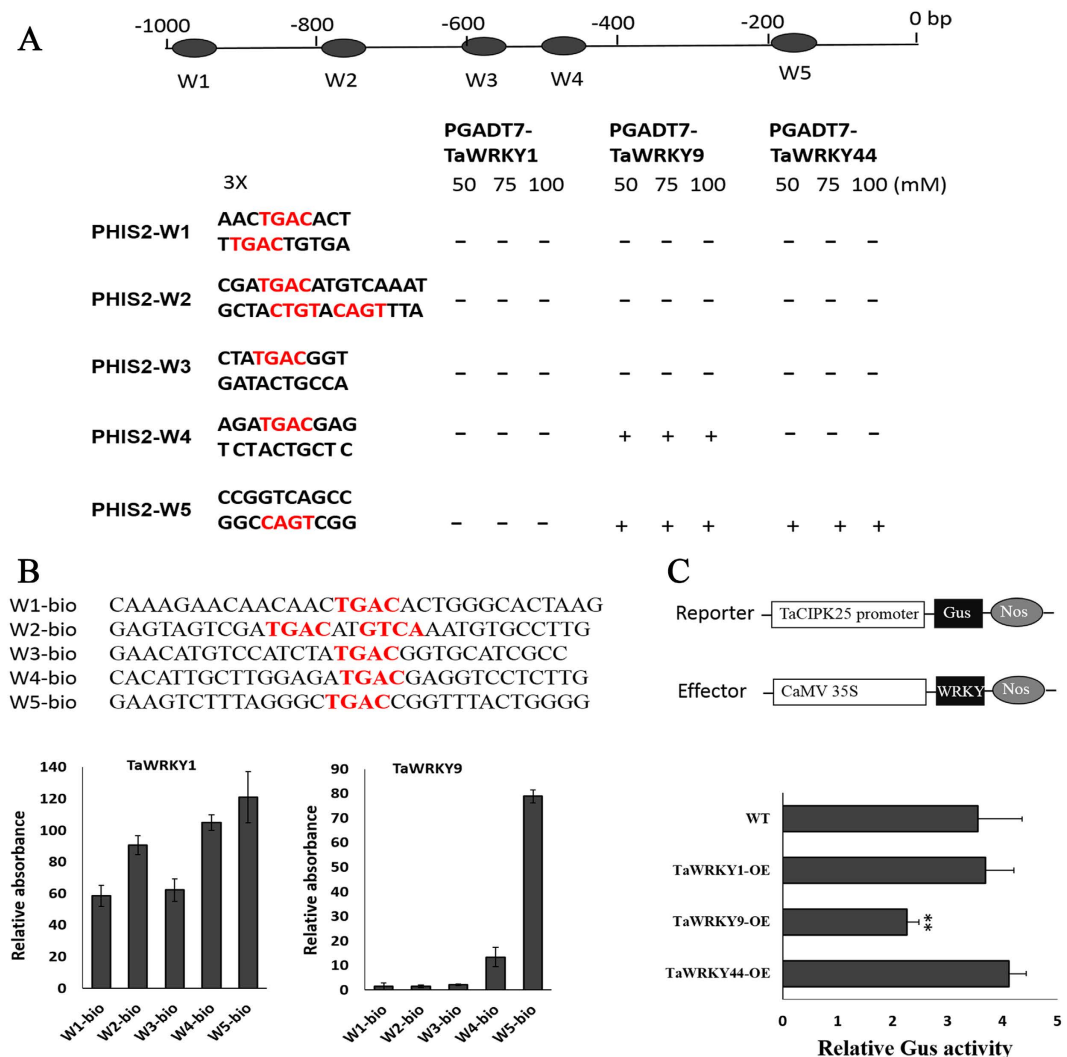 A
-1000 -800 -600 -400 -200 0 bp
W1 W2 W3 W4 W5
PGADT7-TaWRKY1 PGADT7-TaWRKY9 PGADT7-TaWRKY44
3X 50 75 100 50 75 100 50 75 100 (mM)
AACTGACACT
PHIS2-W1 – – – – – – – – –
TTGACTGTGA
CGATGACATGTCAAAT
PHIS2-W2 – – – – – – – – –
GCTACTGTACAGTTTA
CTATGACGGT
PHIS2-W3 – – – – – – – – –
GATACTGCCA
AGATGACGAG
PHIS2-W4 – – – + + + – – –
TCTACTGCTC
CCGGTCAGCC
PHIS2-W5
GGCCAGTCGG – – – + + + + + +
B
W1-bio CAAAGAACAACAACTGACACTGGGCACTAAG
W2-bio GAGTAGTCGATGACATGTCAAATGTGCCTTG
W3-bio GAACATGTCCATCTATGACGGTGCATCGCC
W4-bio CACATTGCTTGGAGATGACGAGGTCCTCTTG
W5-bio GAAGTCTTTAGGGCTGACCGGTTTACTGGGG
TaWRKY1
Relative absorbance
140
120
100
80
60
40
20
0
W1-bio W2-bio W3-bio W4-bio W5-bio
TaWRKY9
Relative absorbance
90
80
70
60
50
40
30
20
10
0
W1-bio W2-bio W3-bio W4-bio W5-bio
C
Reporter TaCIPK25 promoter Gus Nos
Effector CaMV 35S WRKY Nos
WT
TaWRKY1-OE
TaWRKY9-OE **
TaWRKY44-OE
0 1 2 3 4 5
Relative Gus activity